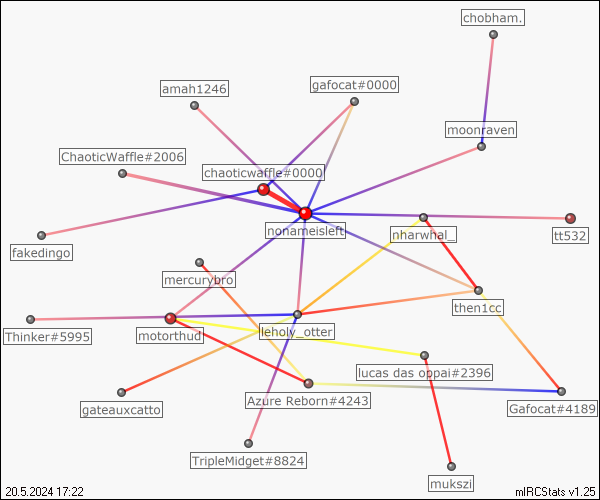 chobham.
amah1246
gafocat#0000
moonraven
ChaoticWaffle#2006
chaoticwaffle#0000
nonameisleft
nharwhal_
tt532
fakedingo
mercurybro
then1cc
Thinker#5995
motorthud
leholy_otter
lucas das oppai#2396
gateauxcatto
Azure Reborn#4243
Gafocat#4189
TripleMidget#8824
mukszi
20.5.2024 17:22
mIRCStats v1.25